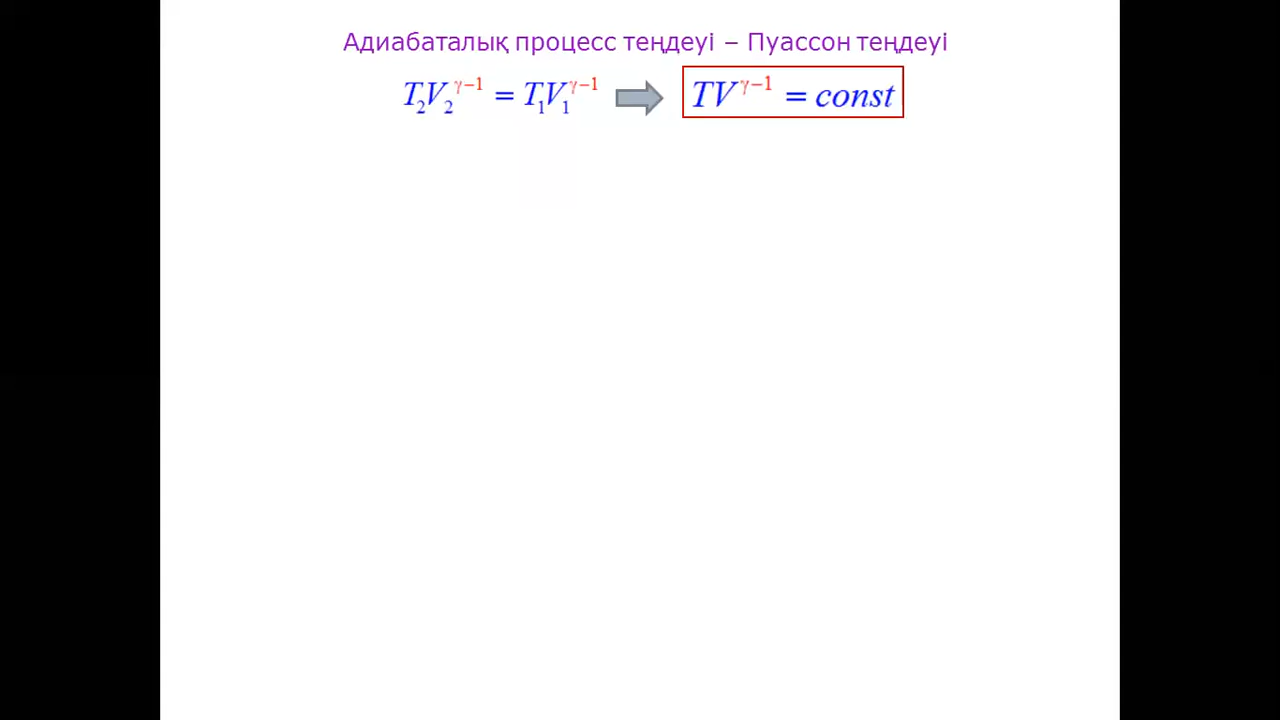 Адиабаталық процесс теңдеуі – Пуассон теңдеуі
T₂V₂^γ−1 = T₁V₁^γ−1 TV^γ−1 = const